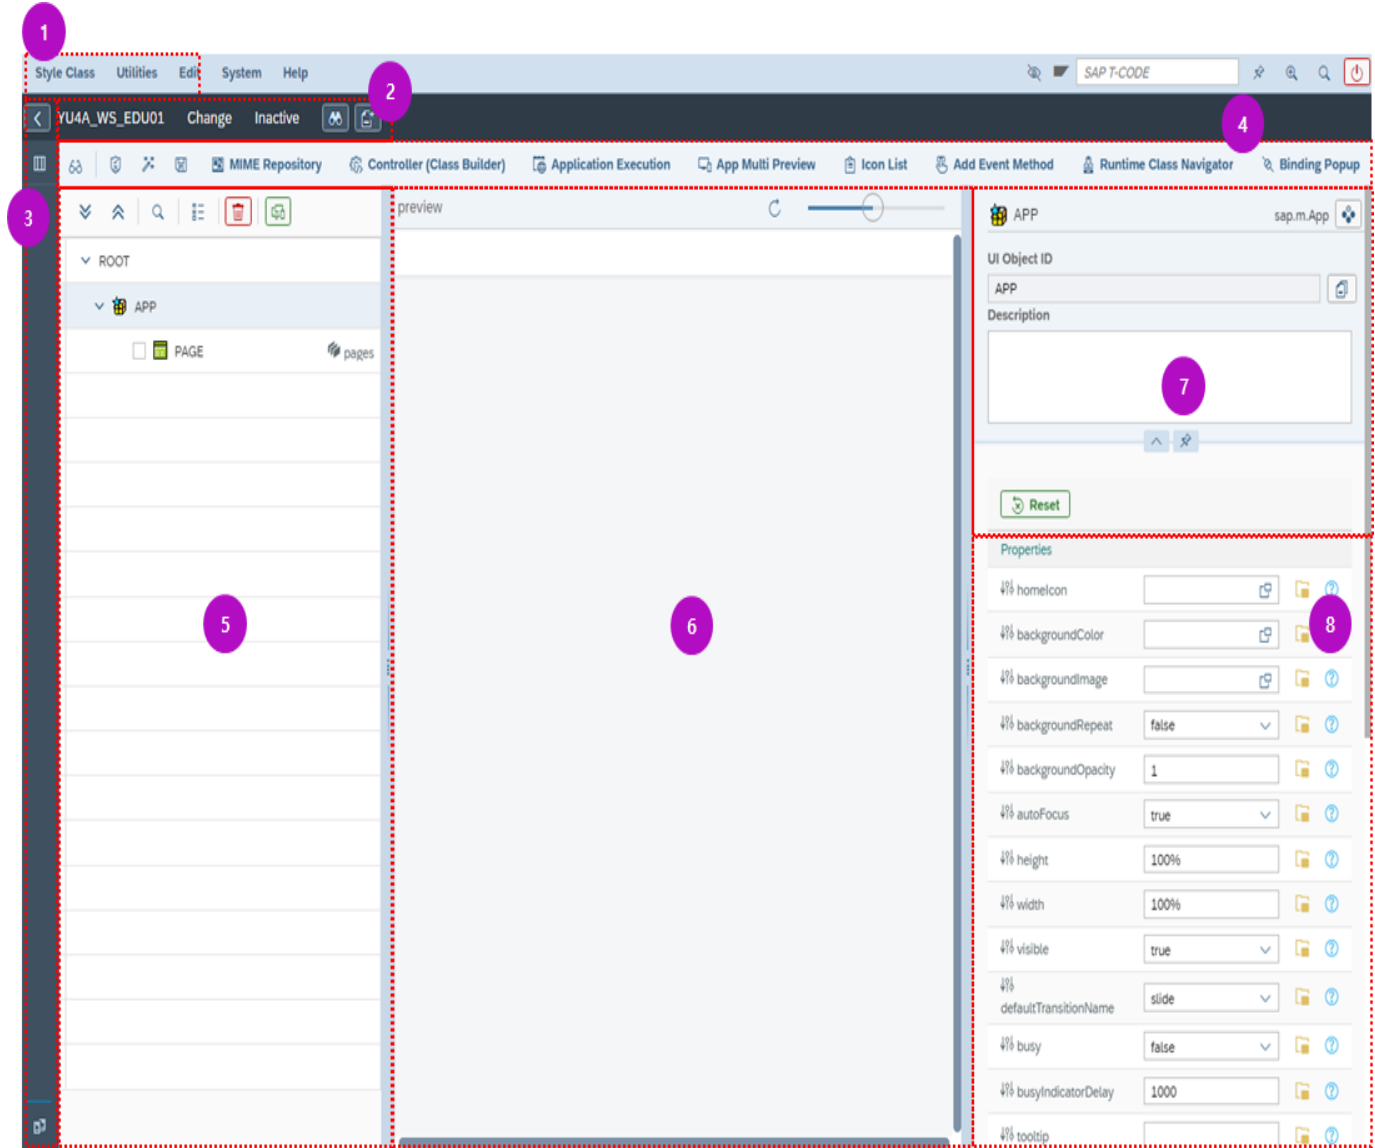 1
Style Class Utilities Edit System Help SAP T-CODE
2
YU4A_WS_EDU01 Change Inactive
4
MIME Repository Controller (Class Builder) Application Execution App Multi Preview Icon List Add Event Method Runtime Class Navigator Binding Popup
3
preview
APP sap.m.App
ROOT
UI Object ID
APP
APP
Description
PAGE pages
7
Reset
Properties
homeIcon
5
6
8
backgroundColor
backgroundImage
backgroundRepeat false
backgroundOpacity 1
autoFocus true
height 100%
width 100%
visible true
defaultTransitionName slide
busy false
busyIndicatorDelay 1000
tooltip